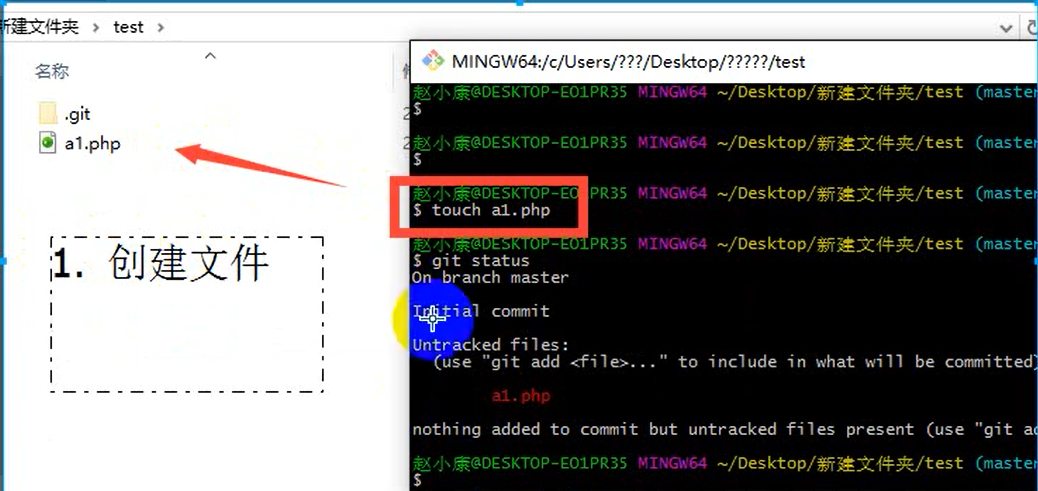 新建文件夹 › test ›
名称
.git
a1.php
1. 创建文件
MINGW64:/c/Users/???/Desktop/?????/test
赵小康@DESKTOP-EO1PR35 MINGW64 ~/Desktop/新建文件夹/test (master
$
赵小康@DESKTOP-EO1PR35 MINGW64 ~/Desktop/新建文件夹/test (master
$
赵小康@DESKTOP-EO1PR35 MINGW64 ~/Desktop/新建文件夹/test (master
$ touch a1.php
赵小康@DESKTOP-EO1PR35 MINGW64 ~/Desktop/新建文件夹/test (master
$ git status
On branch master
Initial commit
Untracked files:
(use "git add <file>..." to include in what will be committed)
a1.php
nothing added to commit but untracked files present (use "git ad
赵小康@DESKTOP-EO1PR35 MINGW64 ~/Desktop/新建文件夹/test (master
$